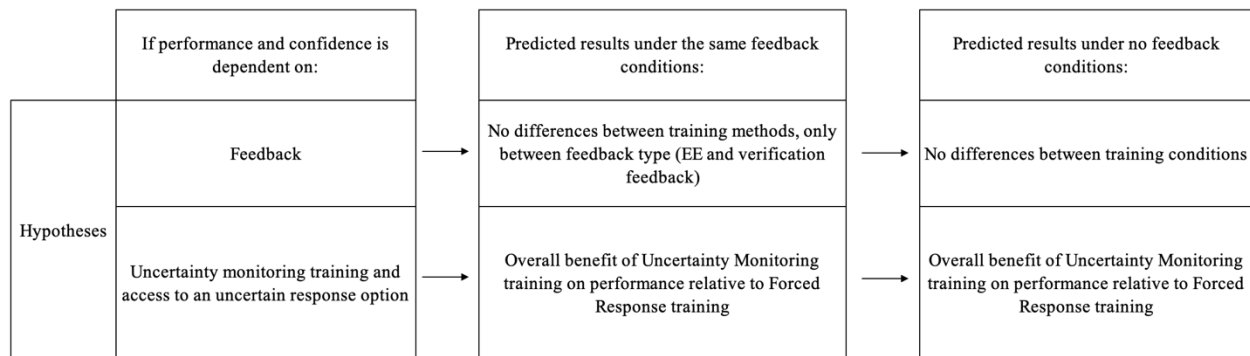 If performance and confidence is
dependent on:
Predicted results under the same feedback
conditions:
Predicted results under no feedback
conditions:
Hypotheses
Feedback
No differences between training methods, only
between feedback type (EE and verification
feedback)
No differences between training conditions
Uncertainty monitoring training and
access to an uncertain response option
Overall benefit of Uncertainty Monitoring
training on performance relative to Forced
Response training
Overall benefit of Uncertainty Monitoring
training on performance relative to Forced
Response training